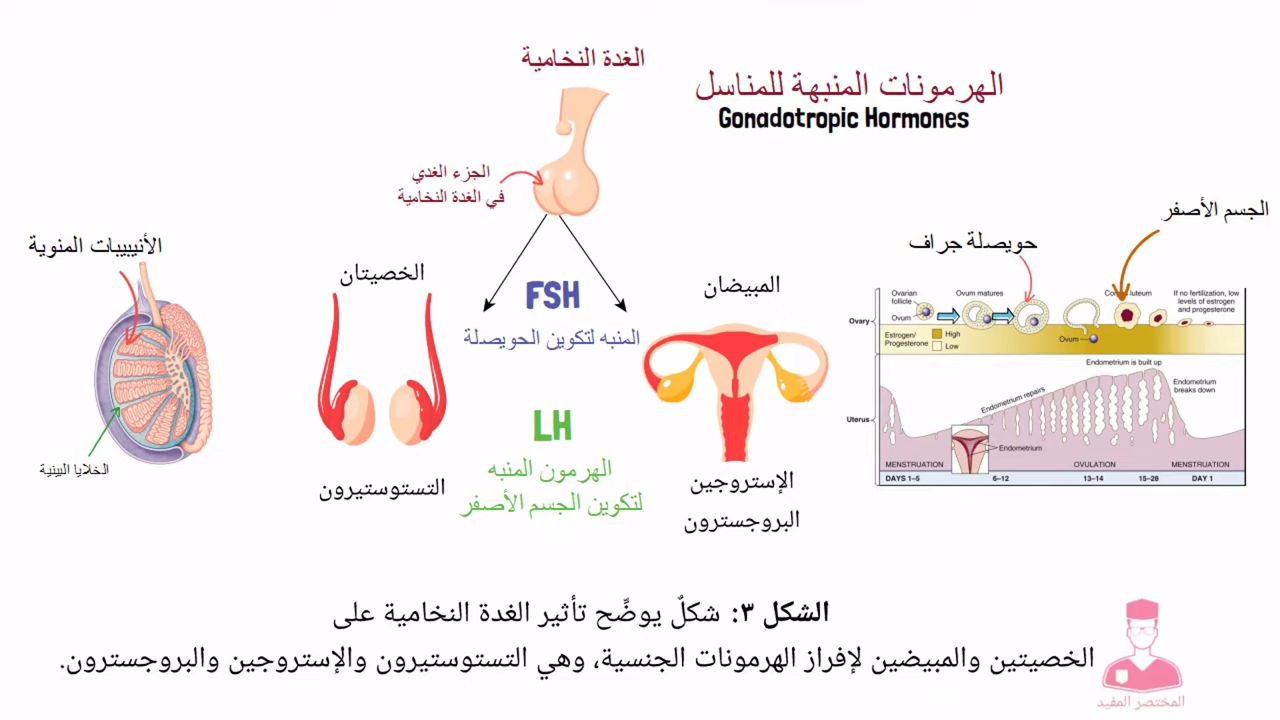 الغدة النخامية
الهرمونات المنبهة للمناسل
Gonadotropic Hormones
الجزء الغدي
في الغدة النخامية
الجسم الأصفر
حويصلة جراف
الأنيبيبات المنوية
الخصيتان
FSH
المنبه لتكوين الحويصلة
المبيضان
Ovarian
follicle
Ovum
Ovum matures
If no fertilization, low
levels of estrogen
and progesterone
Ovary
Estrogen/
Progesterone
High
Low
Ovum
Endometrium is built up
Endometrium repairs
Endometrium
breaks down
Uterus
Endometrium
MENSTRUATION
OVULATION
MENSTRUATION
DAYS 1-5
6-12
13-14
15-28
DAY 1
LH
الهرمون المنبه
لتكوين الجسم الأصفر
الخلايا البينية
التستوستيرون
الإستروجين
البروجسترون
الشكل ٣: شكلٌ يوضِّح تأثير الغدة النخامية على
الخصيتين والمبيضين لإفراز الهرمونات الجنسية، وهي التستوستيرون والإستروجين والبروجسترون.
المختصر المفيد